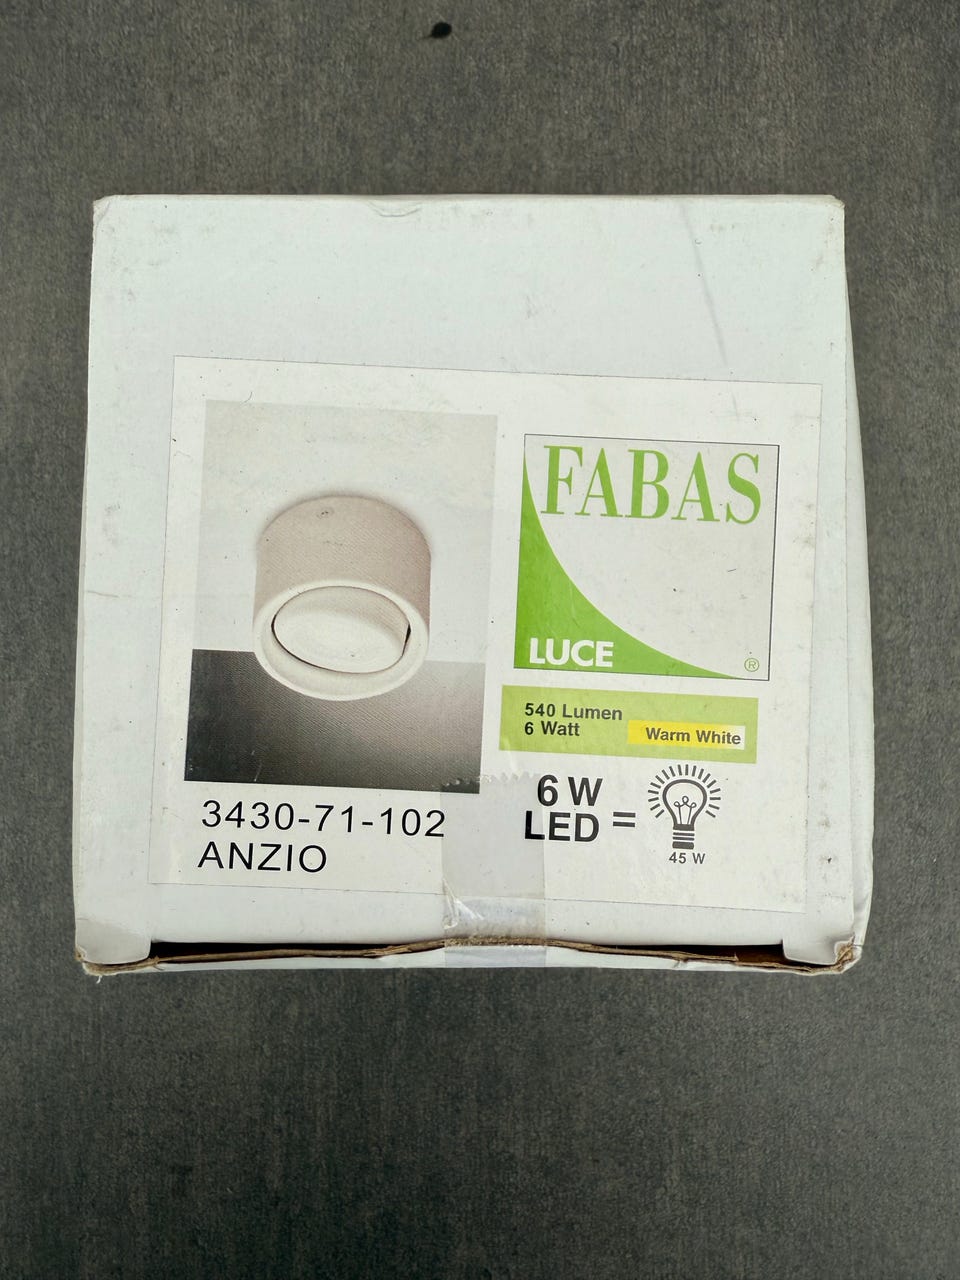 FABAS
LUCE
®
540 Lumen
6 Watt
Warm White
3430-71-102
ANZIO
6 W
LED =
45 W